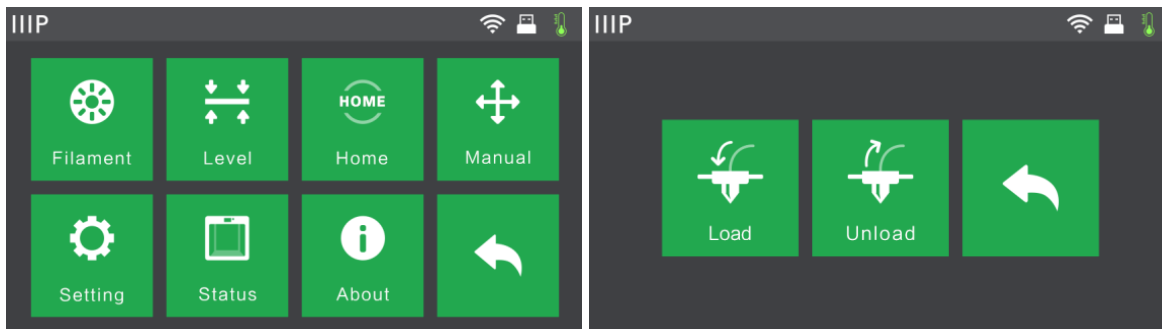 IIIP
Filament
Level
HOME
Home
Manual
Setting
Status
About
IIIP
Load
Unload